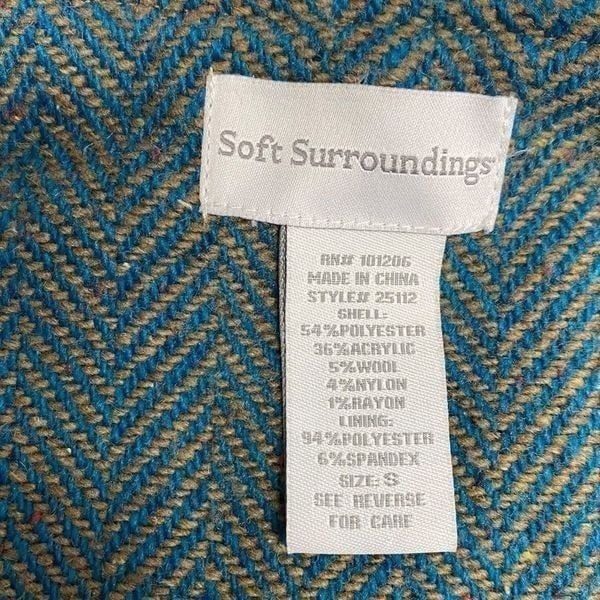 Soft Surroundings
RN# 101206
MADE IN CHINA
STYLE# 25112
SHELL:
54%POLYESTER
36%ACRYLIC
5%WOOL
4%NYLON
1%RAYON
LINING:
94%POLYESTER
6%SPANDEX
SIZE: S
SEE REVERSE
FOR CARE